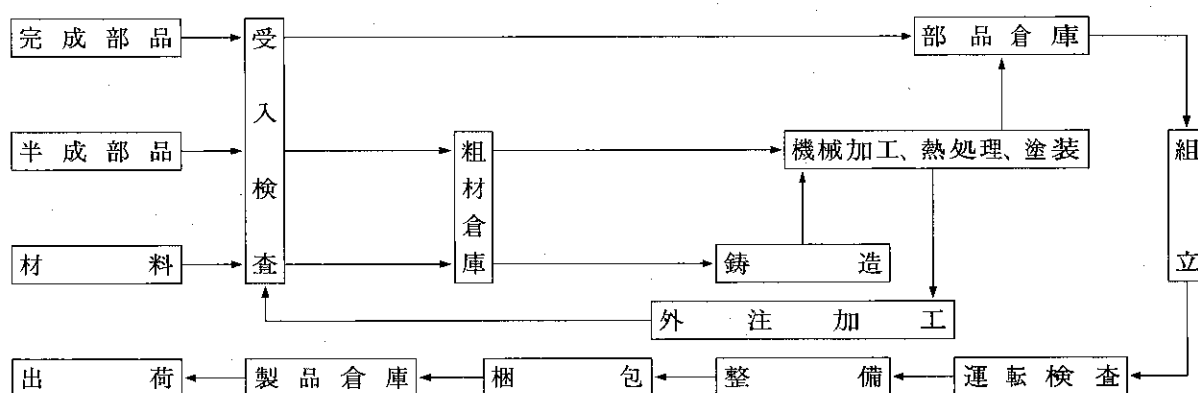 完成部品
受入検査
部品倉庫
半成部品
粗材倉庫
機械加工、熱処理、塗装
組立
材料
鋳造
外注加工
出荷
製品倉庫
梱包
整備
運転検査